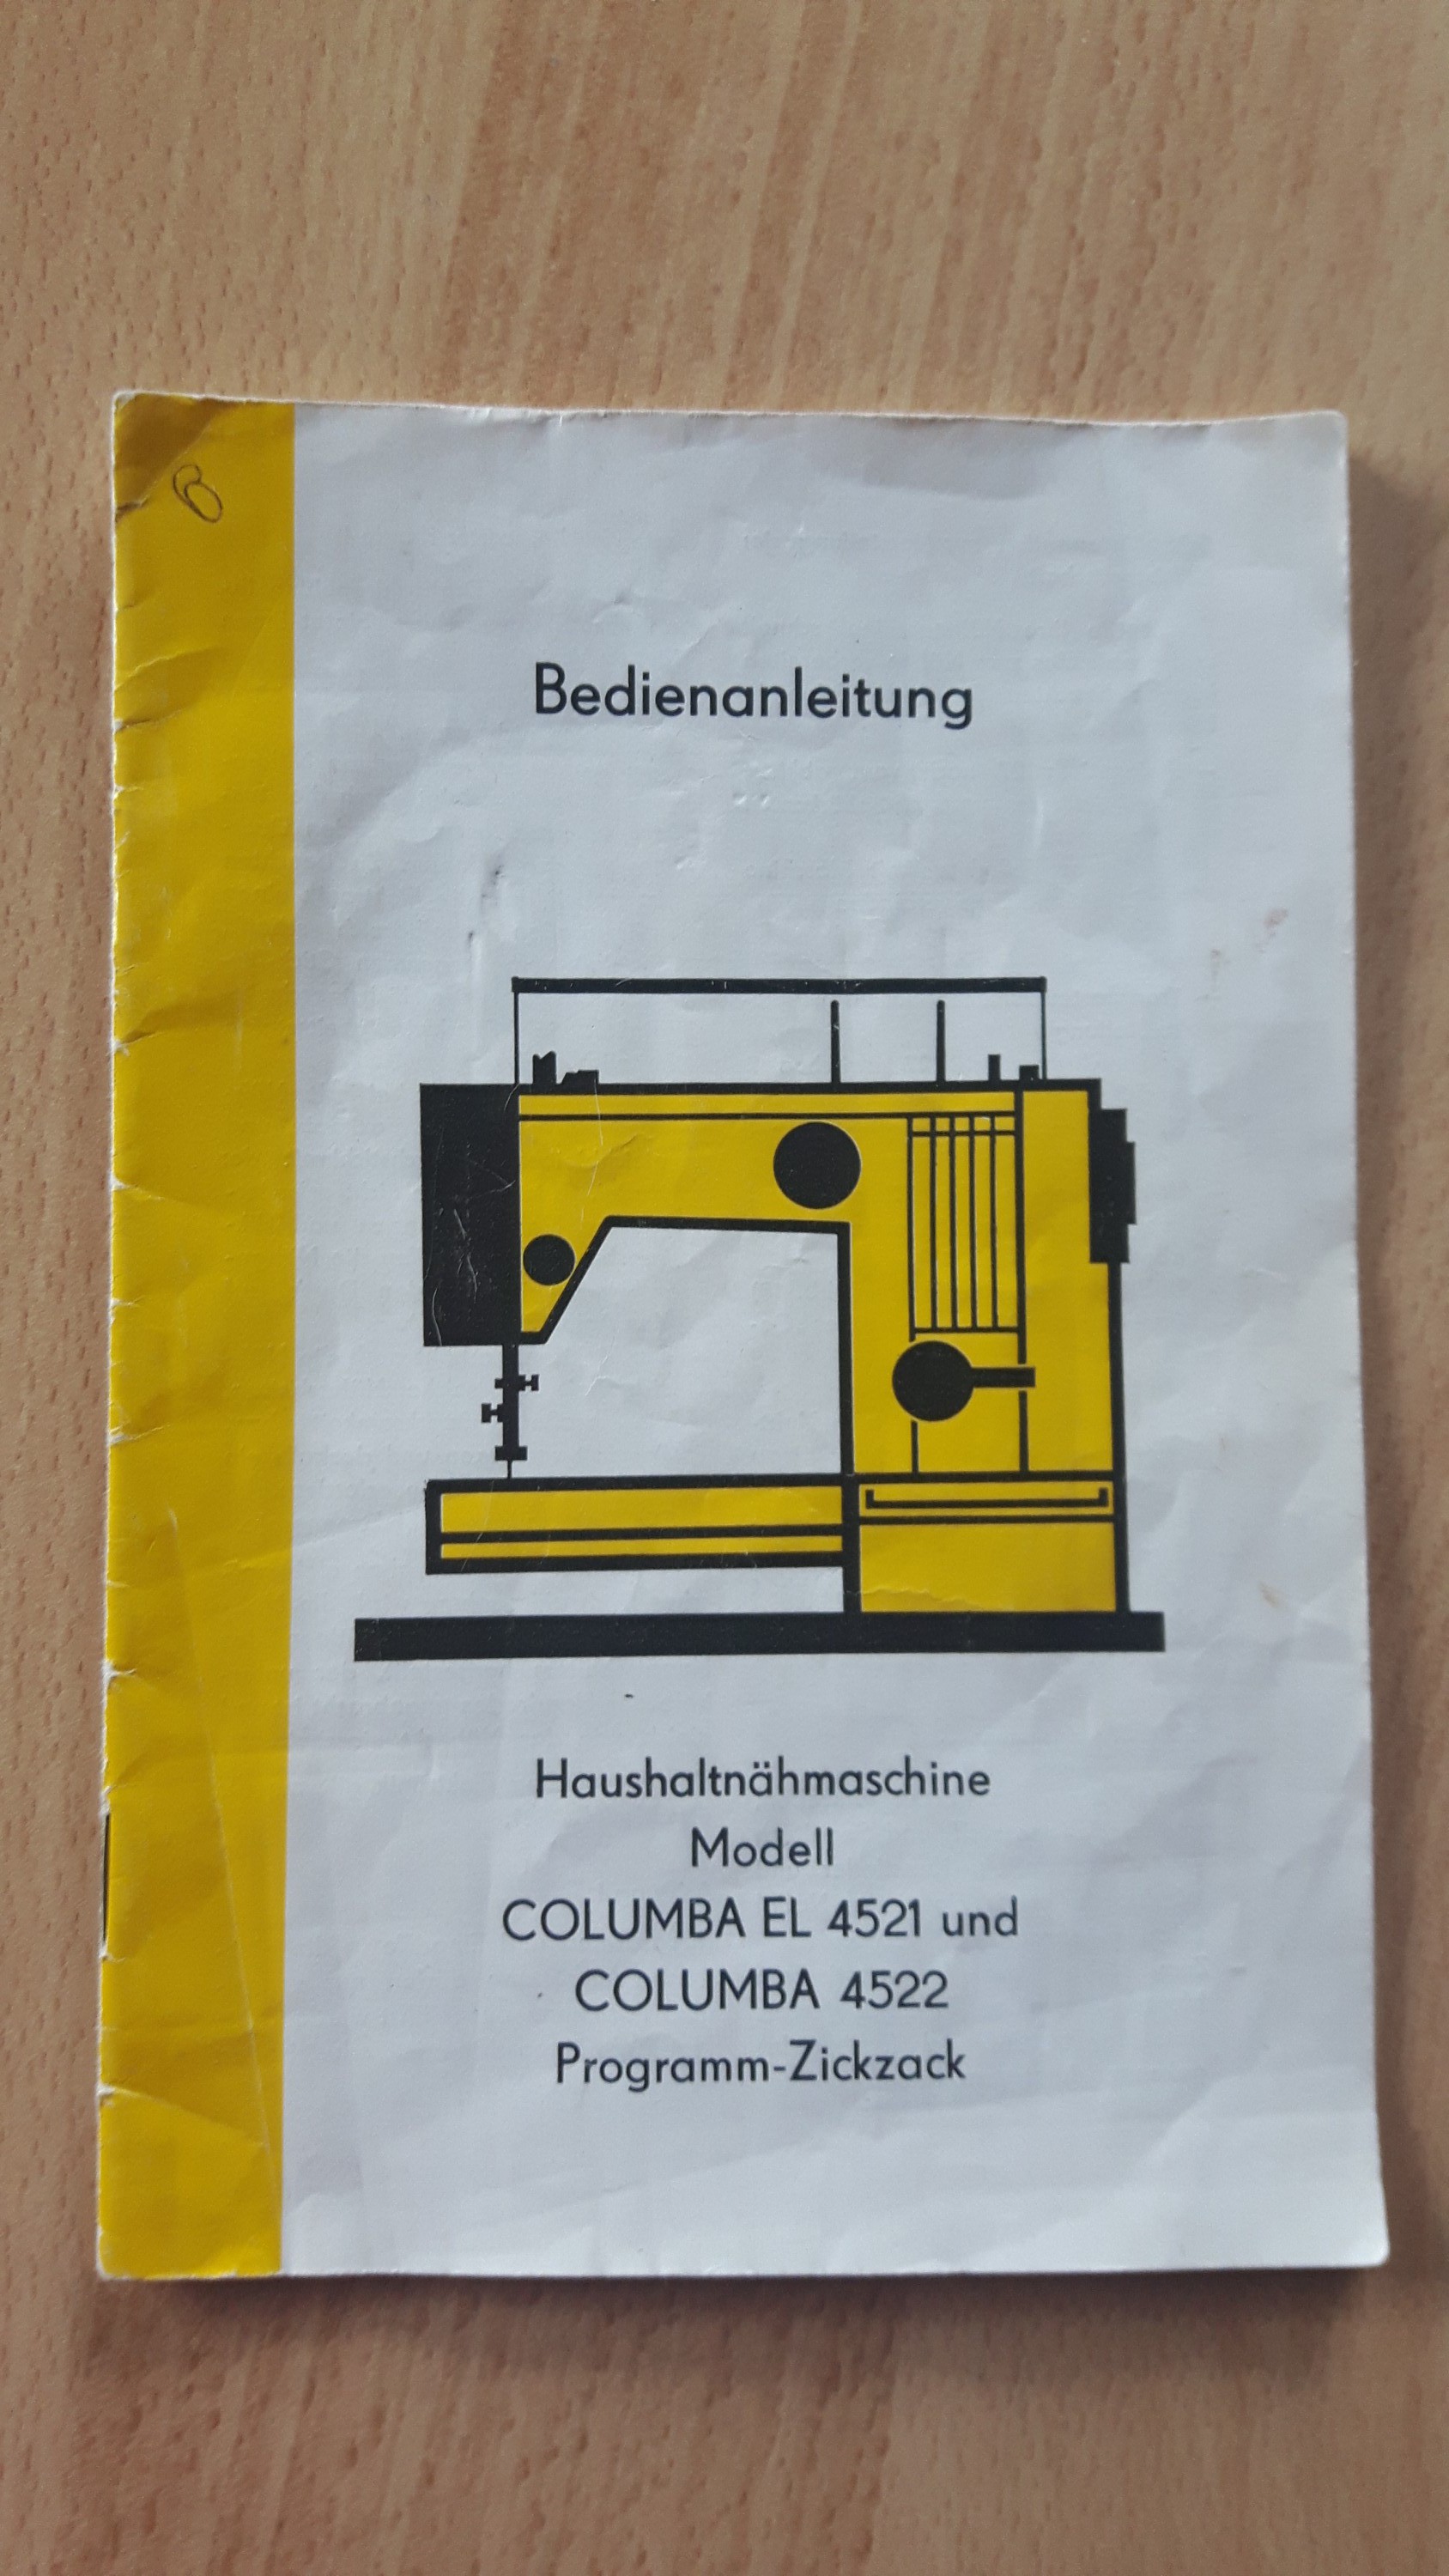 Bedienanleitung
Haushaltnähmaschine
Modell
COLUMBA EL 4521 und
COLUMBA 4522
Programm-Zickzack